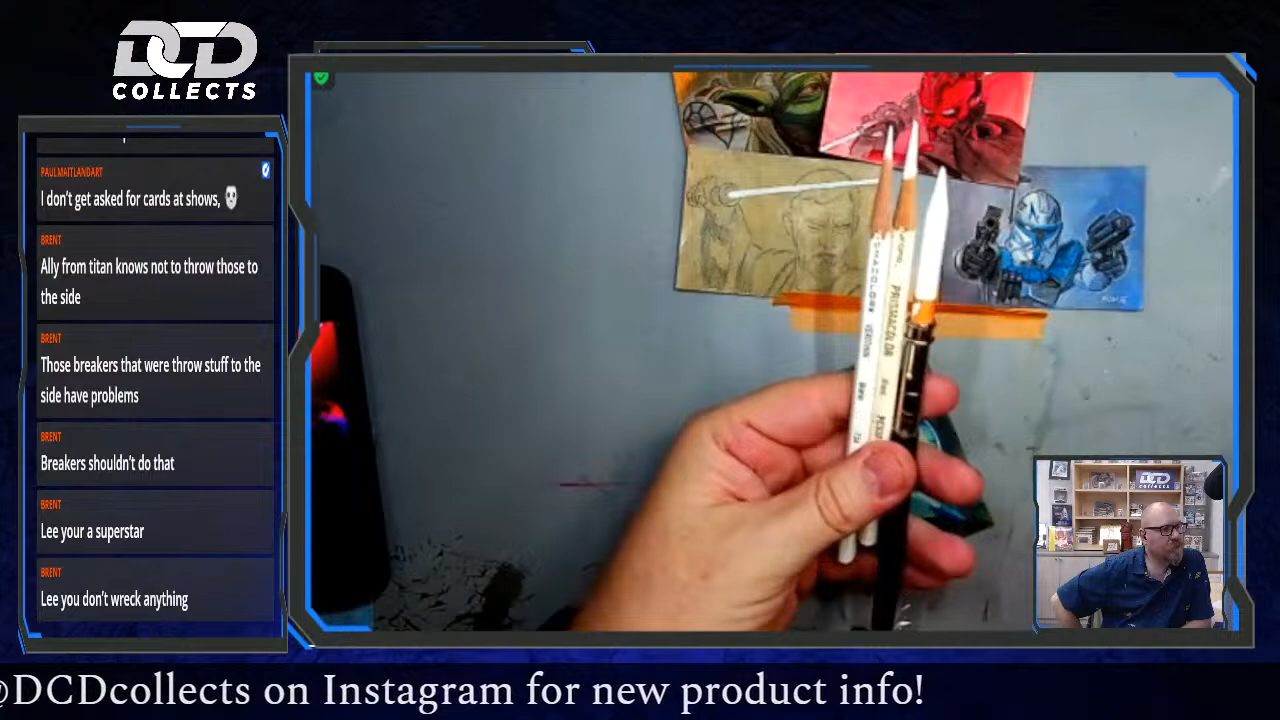 DCD
COLLECTS
PAULMAITLANDART
I don't get asked for cards at shows,
BRENT
Ally from titan knows not to throw those to
the side
BRENT
Those breakers that were throw stuff to the
side have problems
BRENT
Breakers shouldn't do that
BRENT
Lee your a superstar
BRENT
Lee you don't wreck anything
PRISMACOLOR
VERITHIN
DCD
COLLECTS
@DCDcollects on Instagram for new product info!